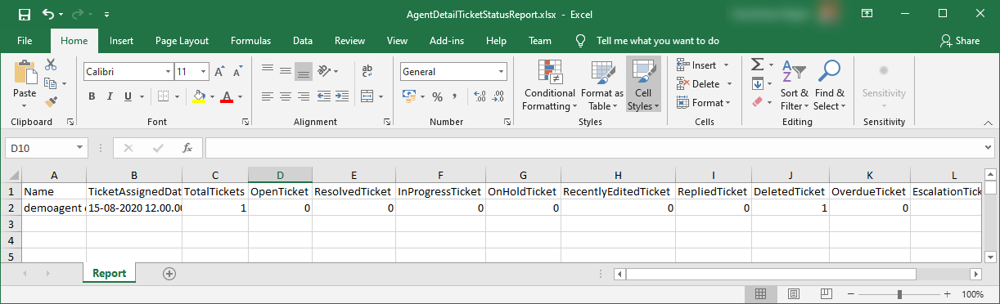 AgentDetailTicketStatusReport.xlsx - Excel
File Home Insert Page Layout Formulas Data Review View Add-ins Help Team Tell me what you want to do Share
Paste
Clipboard
Calibri 11
B I U
Font
ab
Alignment
General
% ,
Number
Conditional Formatting
Format as Table
Cell Styles
Styles
Insert
Delete
Format
Cells
Sort & Filter
Find & Select
Editing
Sensitivity
Sensitivity
D10 fx
A B C D E F G H I J K L
1 Name TicketAssignedDat TotalTickets OpenTicket ResolvedTicket InProgressTicket OnHoldTicket RecentlyEditedTicket RepliedTicket DeletedTicket OverdueTicket EscalationTick
2 demoagent 15-08-2020 12.00.0 1 0 0 0 0 0 0 1 0
3
4
5
Report
100%